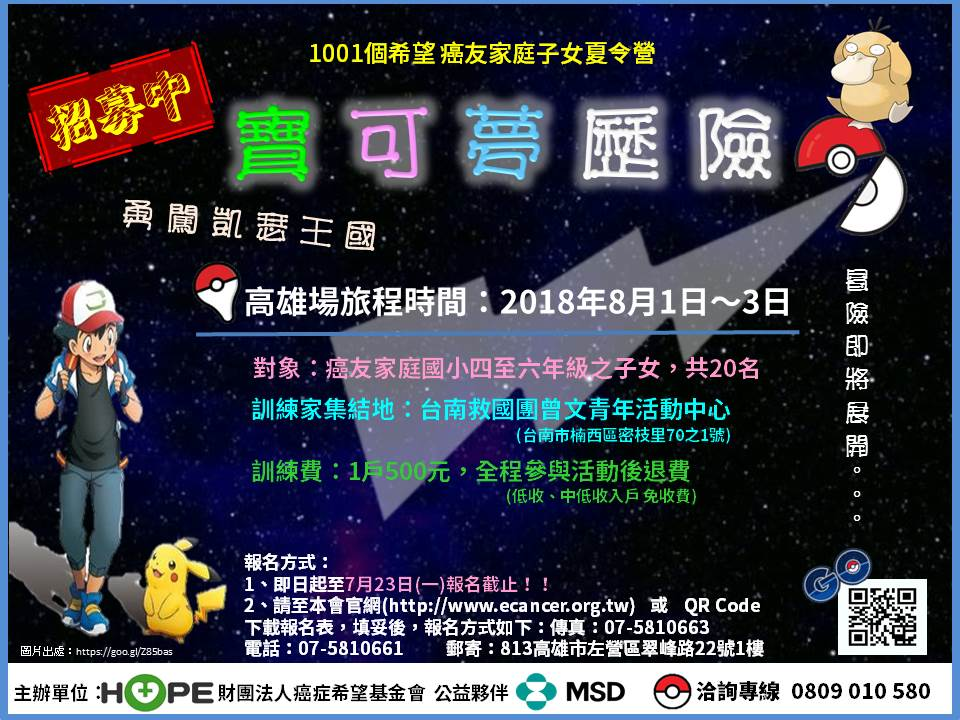 1001個希望 癌友家庭子女夏令營
招募中
寶可夢歷險
勇闖凱瑟王國
高雄場旅程時間：2018年8月1日～3日
冒險即將展開。。。
對象：癌友家庭國小四至六年級之子女，共20名
訓練家集結地：台南救國團曾文青年活動中心
(台南市楠西區密枝里70之1號)
訓練費：1戶500元，全程參與活動後退費
(低收、中低收入戶 免收費)
報名方式：
1、即日起至7月23日(一)報名截止！！
2、請至本會官網(http://www.ecancer.org.tw) 或 QR Code
下載報名表，填妥後，報名方式如下：傳真：07-5810663
電話：07-5810661 郵寄：813高雄市左營區翠峰路22號1樓
GO
圖片出處：https://goo.gl/Z85bas
主辦單位：HOPE 財團法人癌症希望基金會 公益夥伴 MSD 洽詢專線 0809 010 580